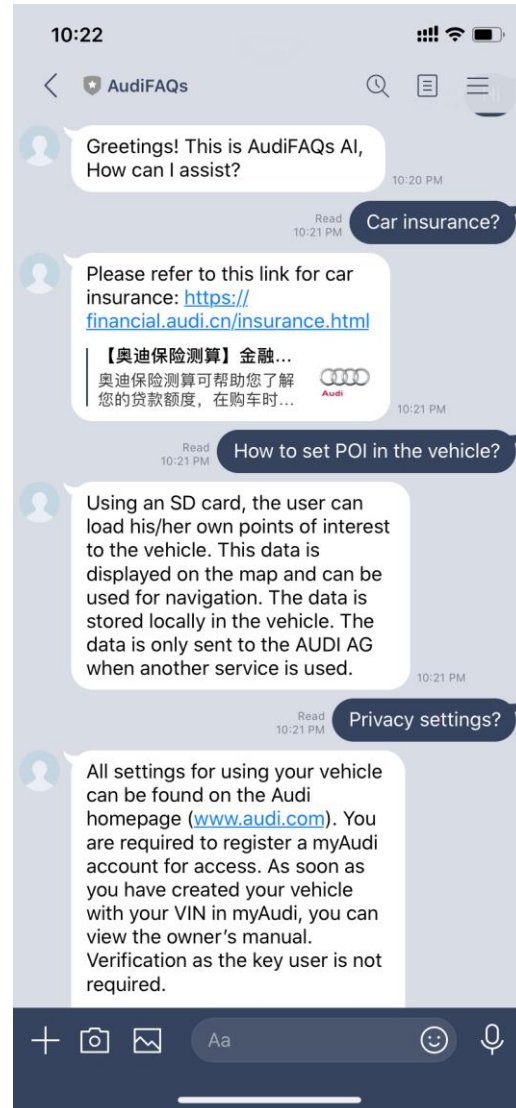 10:22
AudiFAQs
Greetings! This is AudiFAQs AI,
How can I assist?
10:20 PM
Read
10:21 PM
Car insurance?
Please refer to this link for car
insurance: https://
financial.audi.cn/insurance.html
【奥迪保险测算】金融...
奥迪保险测算可帮助您了解
您的贷款额度，在购车时...
Audi
10:21 PM
Read
10:21 PM
How to set POI in the vehicle?
Using an SD card, the user can
load his/her own points of interest
to the vehicle. This data is
displayed on the map and can be
used for navigation. The data is
stored locally in the vehicle. The
data is only sent to the AUDI AG
when another service is used.
10:21 PM
Read
10:21 PM
Privacy settings?
All settings for using your vehicle
can be found on the Audi
homepage (www.audi.com). You
are required to register a myAudi
account for access. As soon as
you have created your vehicle
with your VIN in myAudi, you can
view the owner's manual.
Verification as the key user is not
required.
Aa